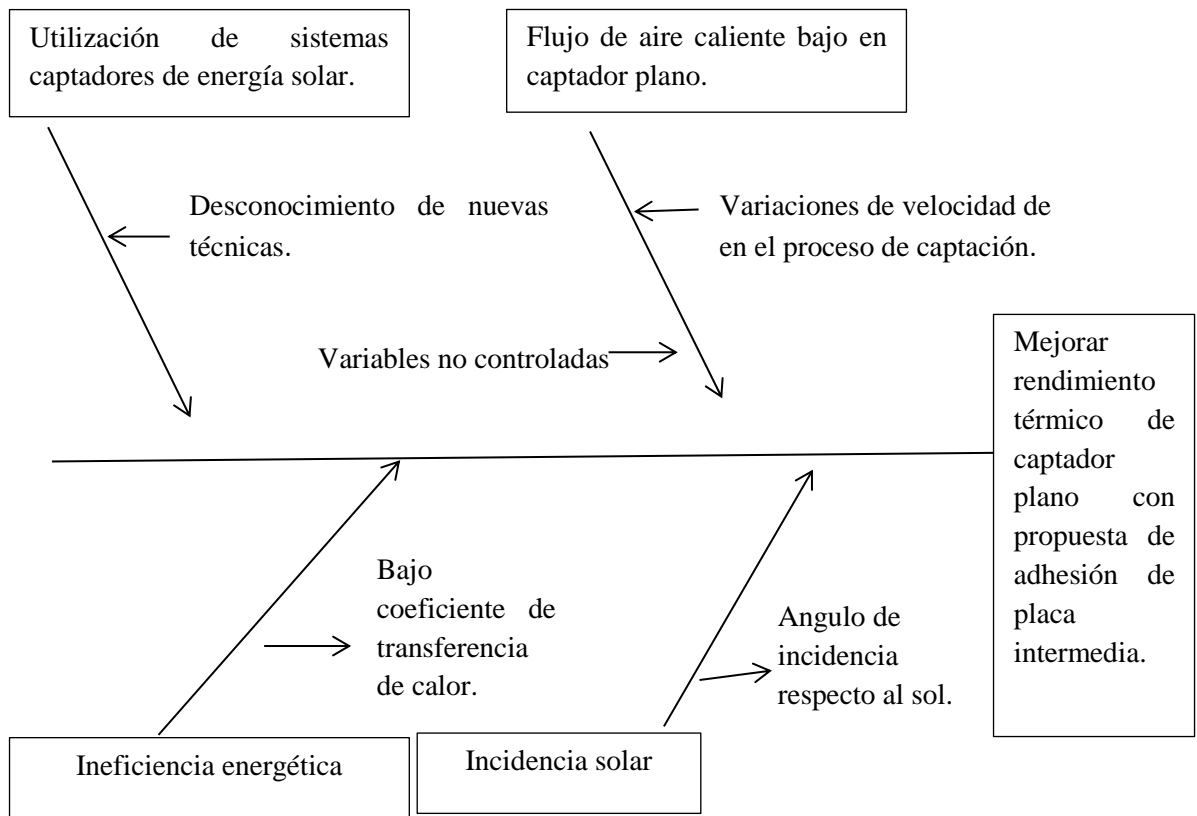 Utilización de sistemas
captadores de energía solar.
Flujo de aire caliente bajo en
captador plano.
Desconocimiento de nuevas
técnicas.
Variaciones de velocidad de
en el proceso de captación.
Variables no controladas
Mejorar
rendimiento
térmico de
captador
plano con
propuesta de
adhesión de
placa
intermedia.
Bajo
coeficiente de
transferencia
de calor.
Angulo de
incidencia
respecto al sol.
Ineficiencia energética
Incidencia solar